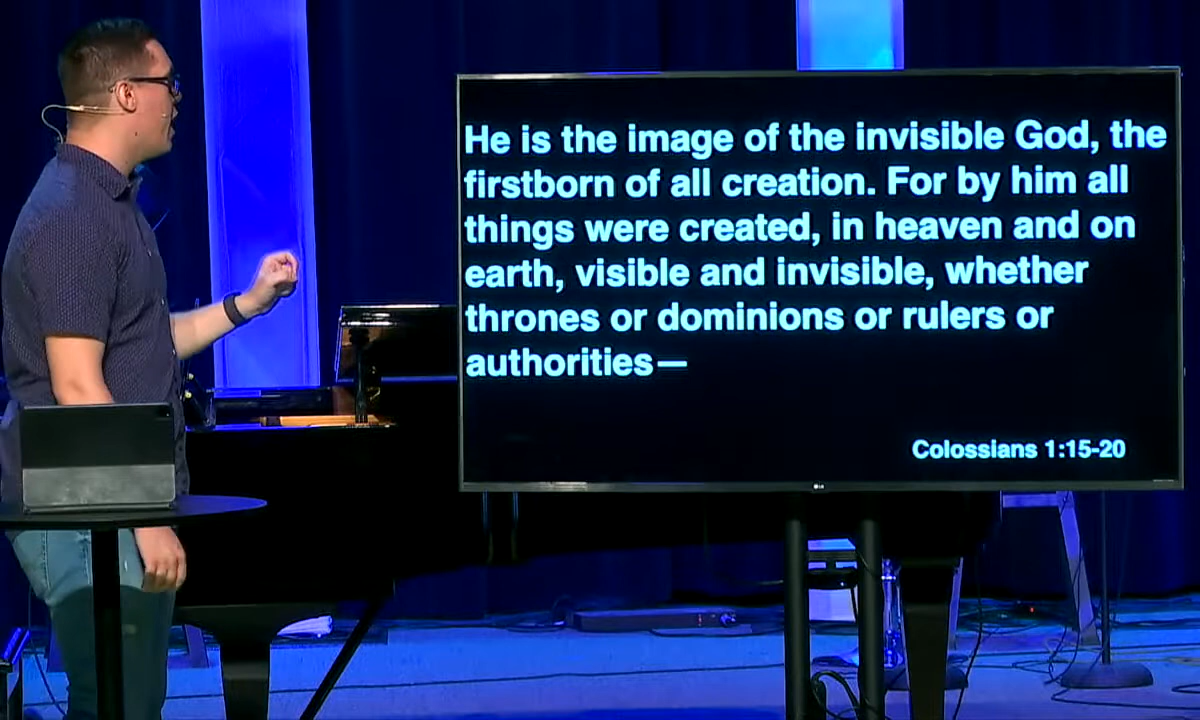 He is the image of the invisible God, the
firstborn of all creation. For by him all
things were created, in heaven and on
earth, visible and invisible, whether
thrones or dominions or rulers or
authorities—
Colossians 1:15-20
LG